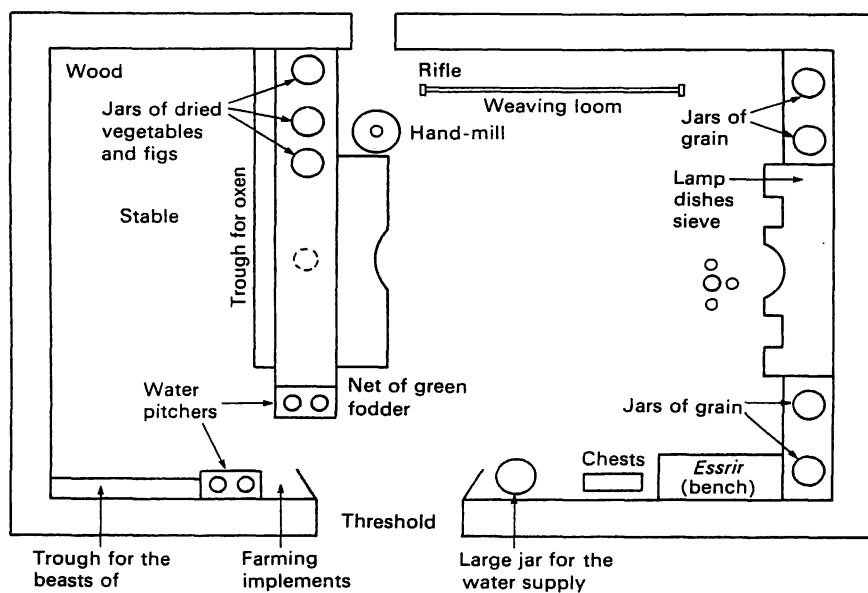 Wood
Jars of dried
vegetables
and figs
Stable
Trough for oxen
Hand-mill
Rifle
Weaving loom
Jars of
grain
Lamp
dishes
sieve
Water
pitchers
Net of green
fodder
Jars of grain
Chests
Essrir
(bench)
Threshold
Trough for the
beasts of
Farming
implements
Large jar for the
water supply